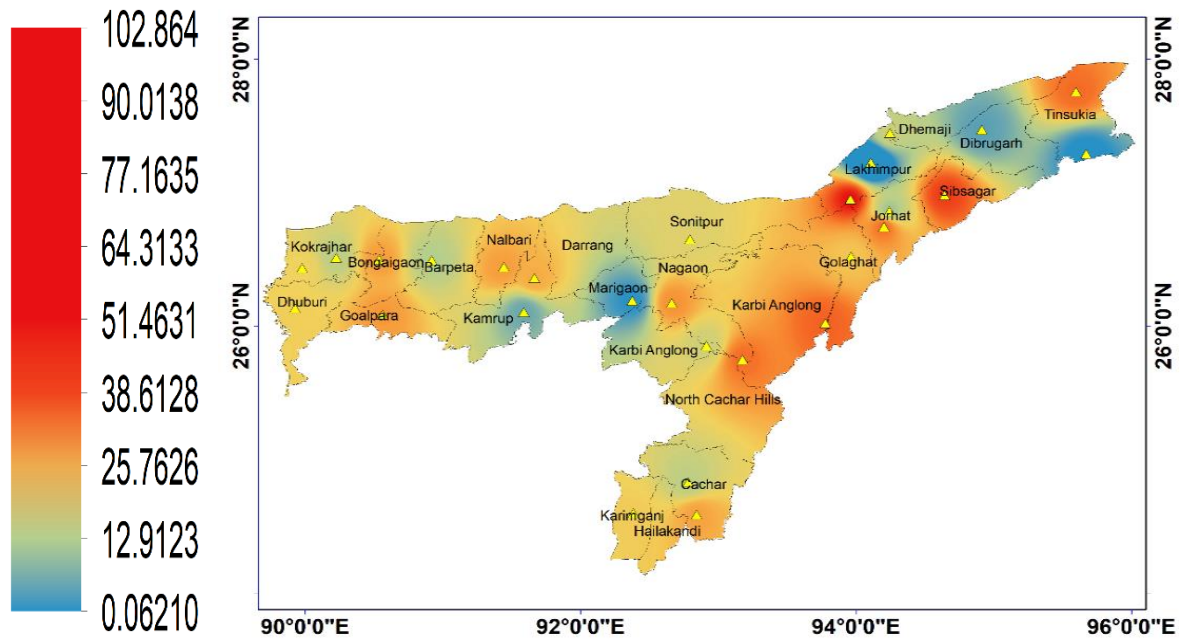 102.864
90.0138
77.1635
64.3133
51.4631
38.6128
25.7626
12.9123
0.06210
28°0'0"N
26°0'0"N
28°0'0"N
26°0'0"N
Tinsukia
Dhemaji
Dibrugarh
Lakhimpur
Sibsagar
Jorhat
Sonitpur
Nalbari
Darrang
Kokrajhar
Bongaigaon
Barpeta
Golaghat
Nagaon
Marigaon
Dhuburi
Goalpara
Kamrup
Karbi Anglong
Karbi Anglong
North Cachar Hills
Cachar
Karimganj
Hailakandi
90°0'0"E
92°0'0"E
94°0'0"E
96°0'0"E